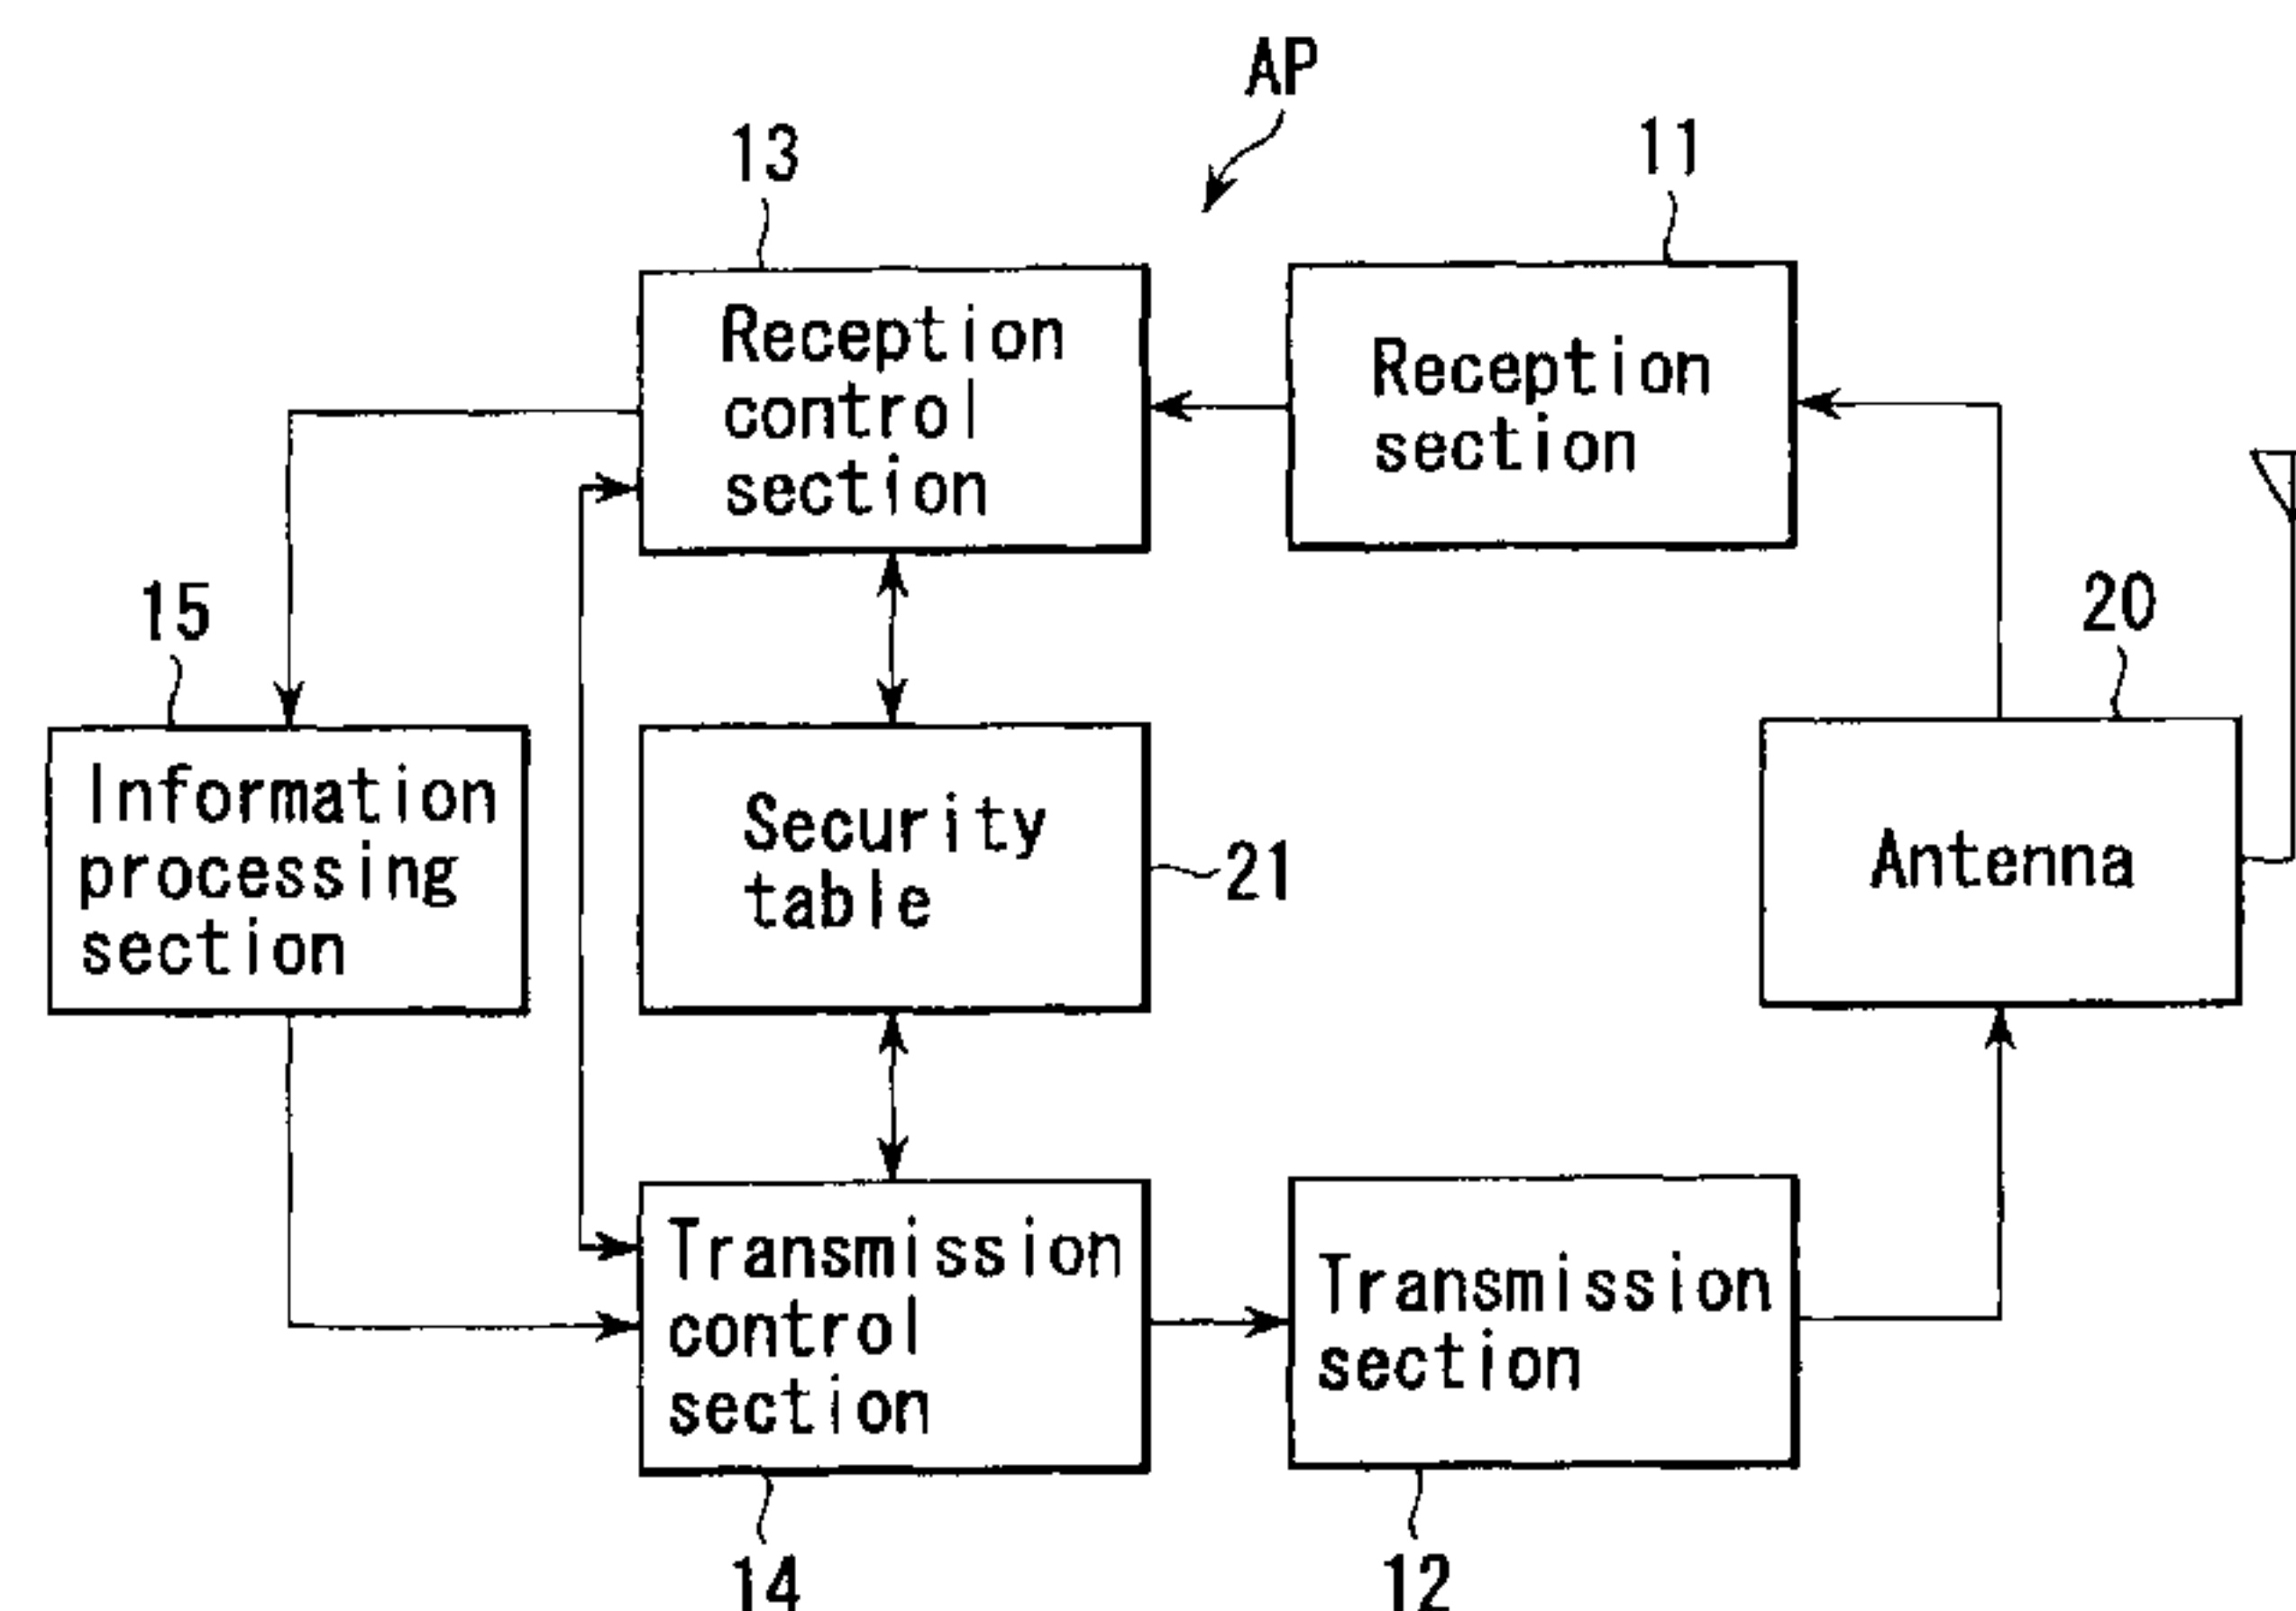 AP
13
11
Reception
control
section
Reception
section
15
20
Information
processing
section
Security
table
21
Antenna
Transmission
control
section
Transmission
section
14
12